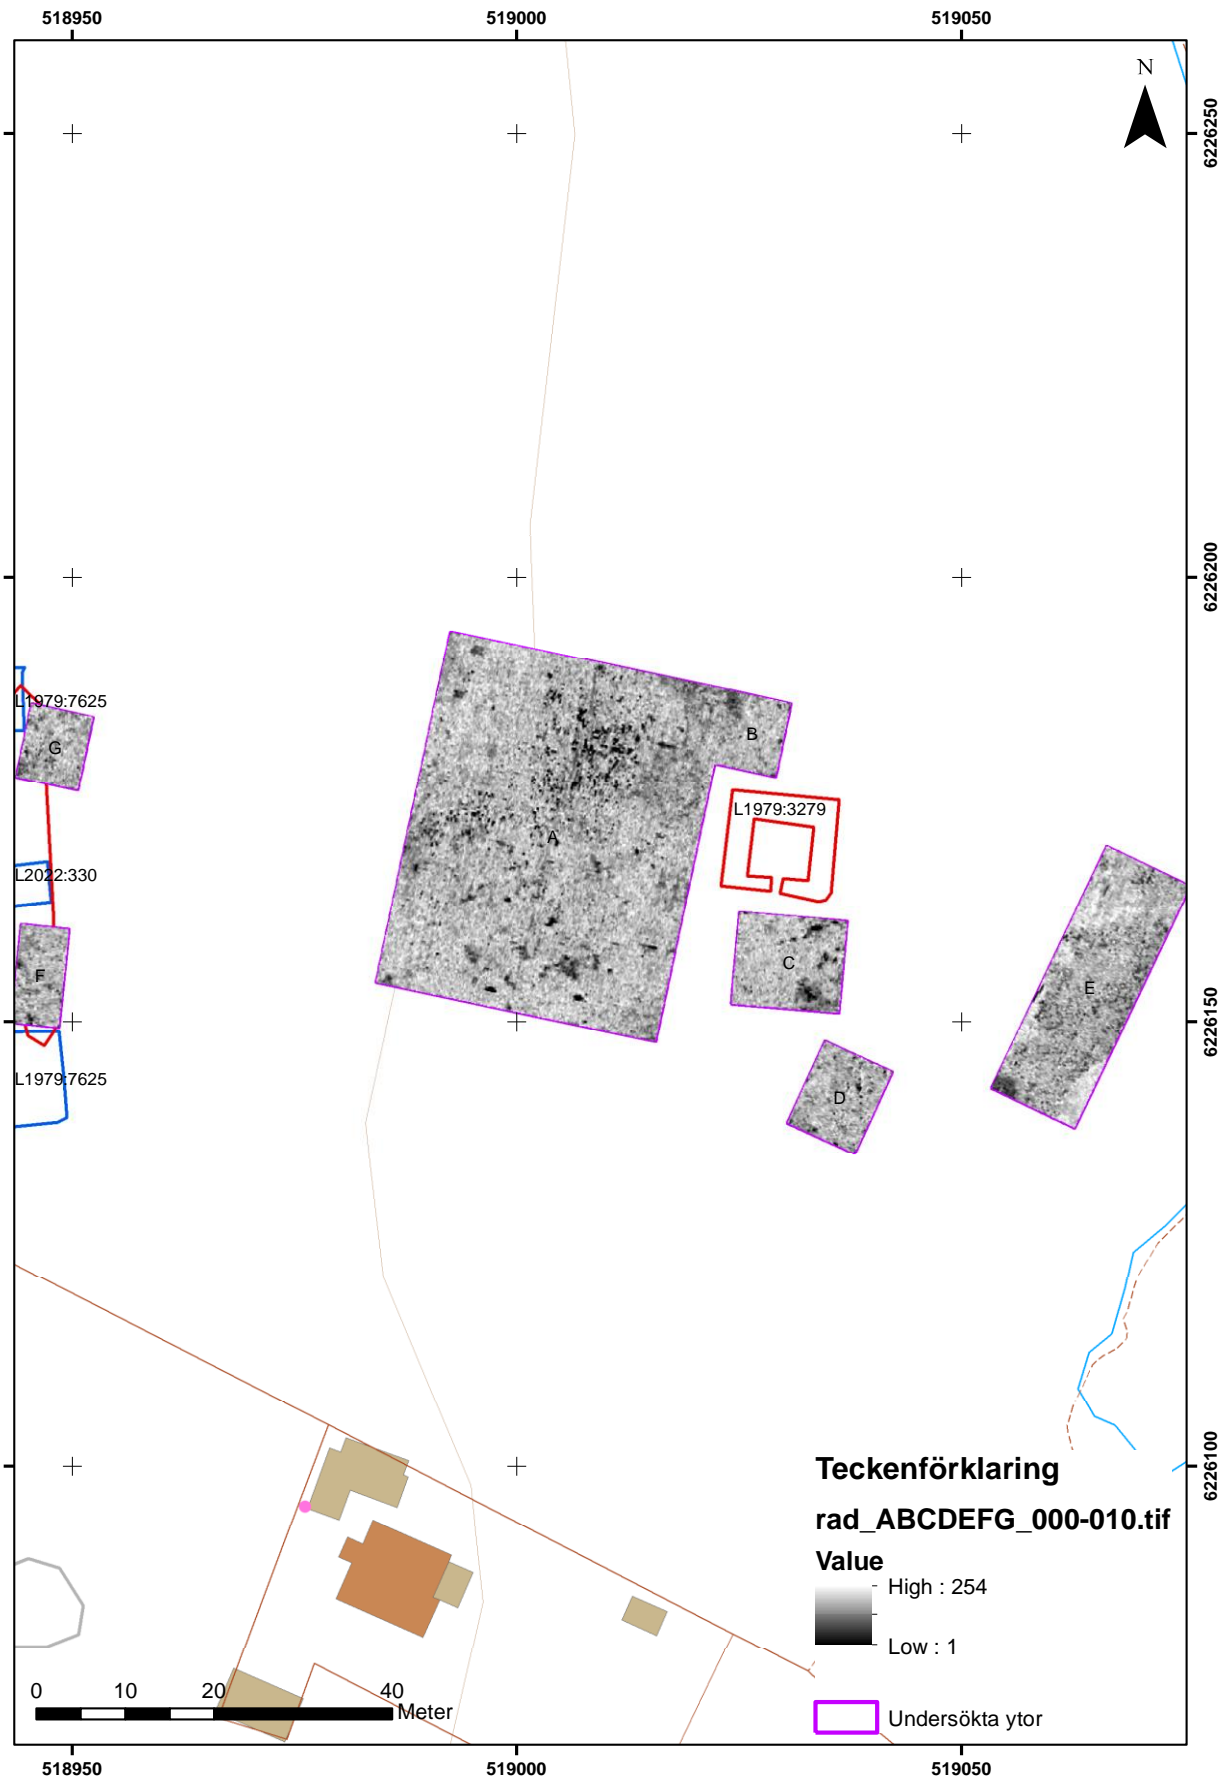 518950
519000
519050
N
6226250
6226200
L1979:7625
B
G
L1979:3279
A
L2022:330
C
F
E
6226150
L1979:7625
D
6226100
Teckenförklaring
rad_ABCDEFG_000-010.tif
Value
High : 254
Low : 1
Undersökta ytor
0 10 20 40
Meter
518950
519000
519050